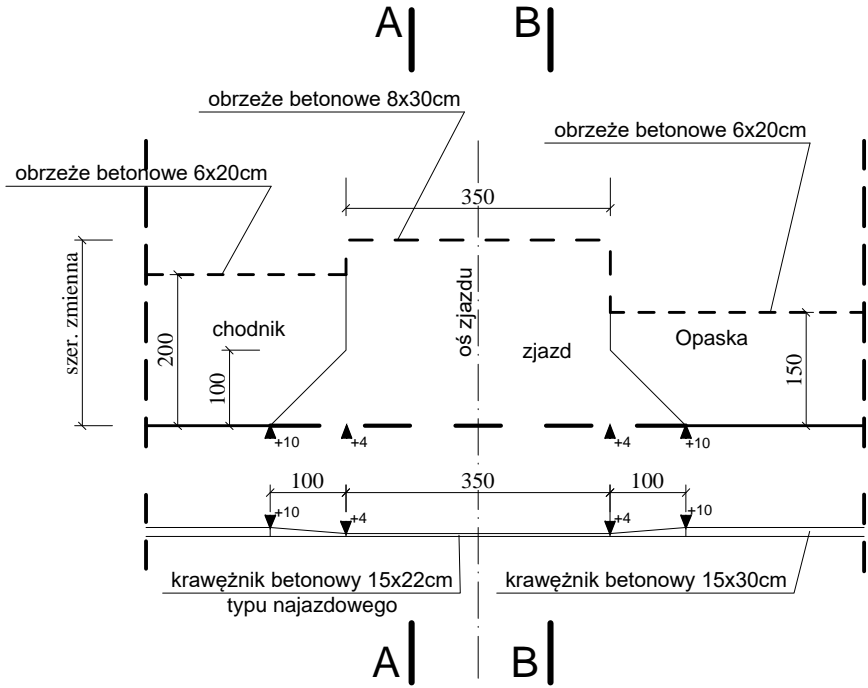 A B
obrzeże betonowe 8x30cm
obrzeże betonowe 6x20cm
obrzeże betonowe 6x20cm
350
szer. zmienna
200
chodnik
100
oś zjazdu
zjazd
Opaska
150
+10 +4 +4 +10
100 350 100
+10 +4 +4 +10
krawężnik betonowy 15x22cm
typu najazdowego
krawężnik betonowy 15x30cm
A B